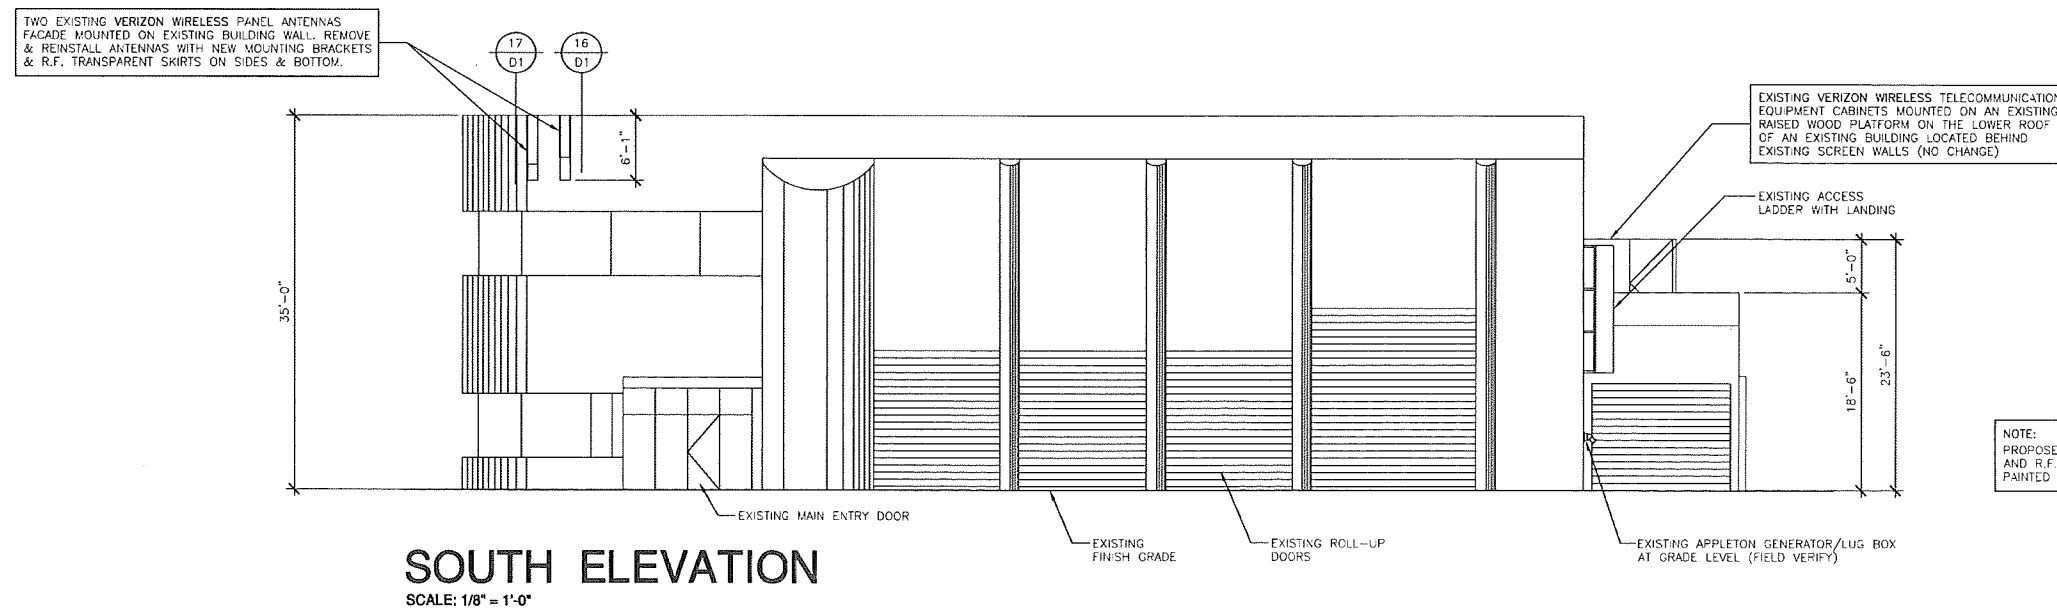 TWO EXISTING VERIZON WIRELESS PANEL ANTENNAS
FACADE MOUNTED ON EXISTING BUILDING WALL. REMOVE
& REINSTALL ANTENNAS WITH NEW MOUNTING BRACKETS
& R.F. TRANSPARENT SKIRTS ON SIDES & BOTTOM.
17
D1
16
D1
6'-1"
35'-0"
EXISTING VERIZON WIRELESS TELECOMMUNICATION
EQUIPMENT CABINETS MOUNTED ON AN EXISTING
RAISED WOOD PLATFORM ON THE LOWER ROOF
OF AN EXISTING BUILDING LOCATED BEHIND
EXISTING SCREEN WALLS (NO CHANGE)
EXISTING ACCESS
LADDER WITH LANDING
5'-0"
18'-6"
23'-6"
NOTE:
PROPOSE
AND R.F.
PAINTED
EXISTING MAIN ENTRY DOOR
EXISTING
FINISH GRADE
EXISTING ROLL-UP
DOORS
EXISTING APPLETON GENERATOR/LUG BOX
AT GRADE LEVEL (FIELD VERIFY)
SOUTH ELEVATION
SCALE: 1/8" = 1'-0"